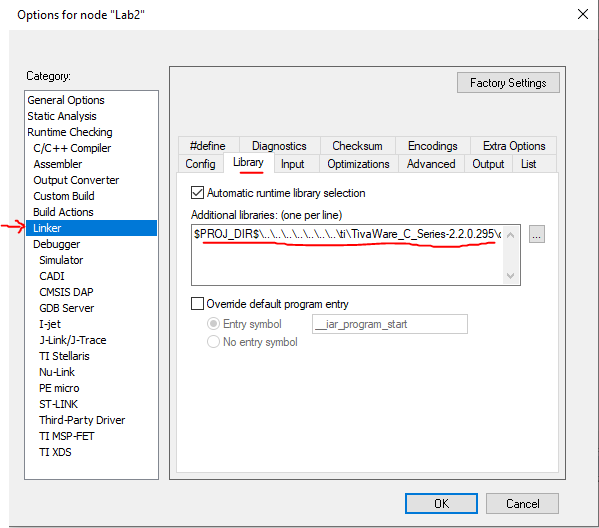 Options for node "Lab2"
Category:
General Options
Static Analysis
Runtime Checking
C/C++ Compiler
Assembler
Output Converter
Custom Build
Build Actions
Linker
Debugger
Simulator
CADI
CMSIS DAP
GDB Server
I-jet
J-Link/J-Trace
TI Stellaris
Nu-Link
PE micro
ST-LINK
Third-Party Driver
TI MSP-FET
TI XDS
Factory Settings
#define Diagnostics Checksum Encodings Extra Options
Config Library Input Optimizations Advanced Output List
Automatic runtime library selection
Additional libraries: (one per line)
$PROJ_DIR$\..\..\..\..\..\..\..\ti\TivaWare_C_Series-2.2.0.295\
...
Override default program entry
Entry symbol __iar_program_start
No entry symbol
OK Cancel